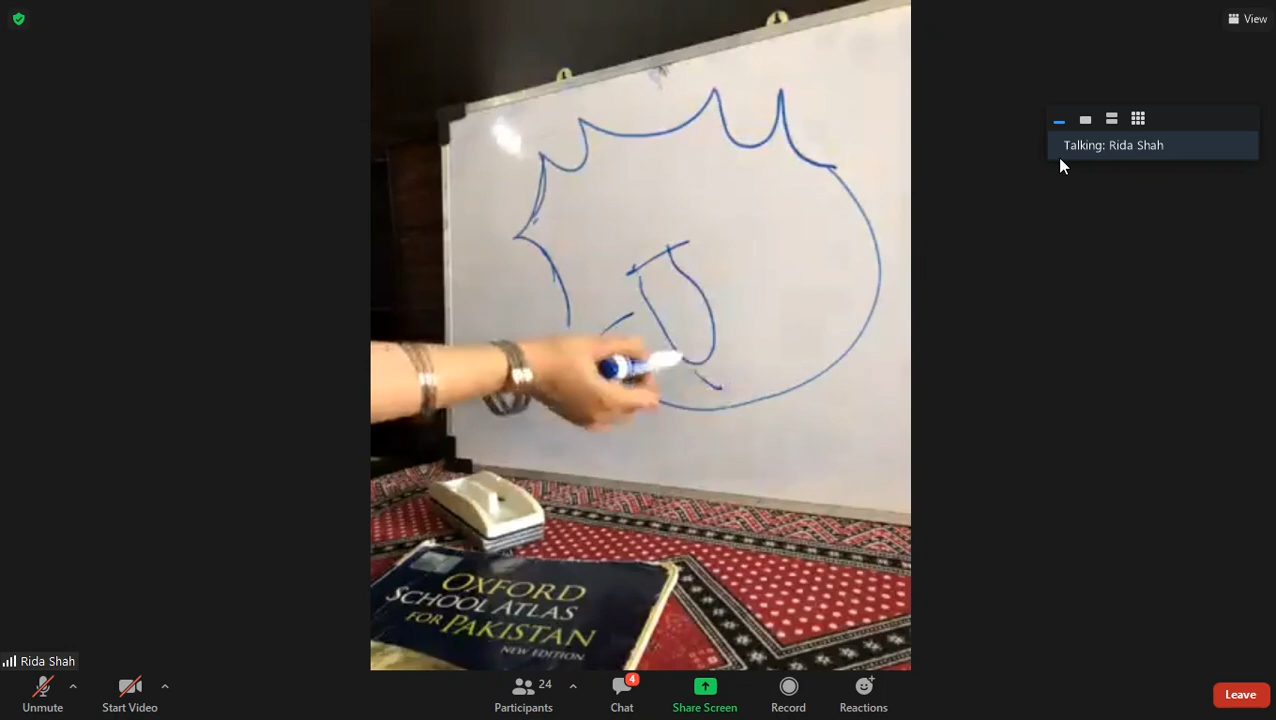 View
Talking: Rida Shah
OXFORD
SCHOOL ATLAS
FOR PAKISTAN
NEW EDITION
Rida Shah
24
4
Unmute
Start Video
Participants
Chat
Share Screen
Record
Reactions
Leave